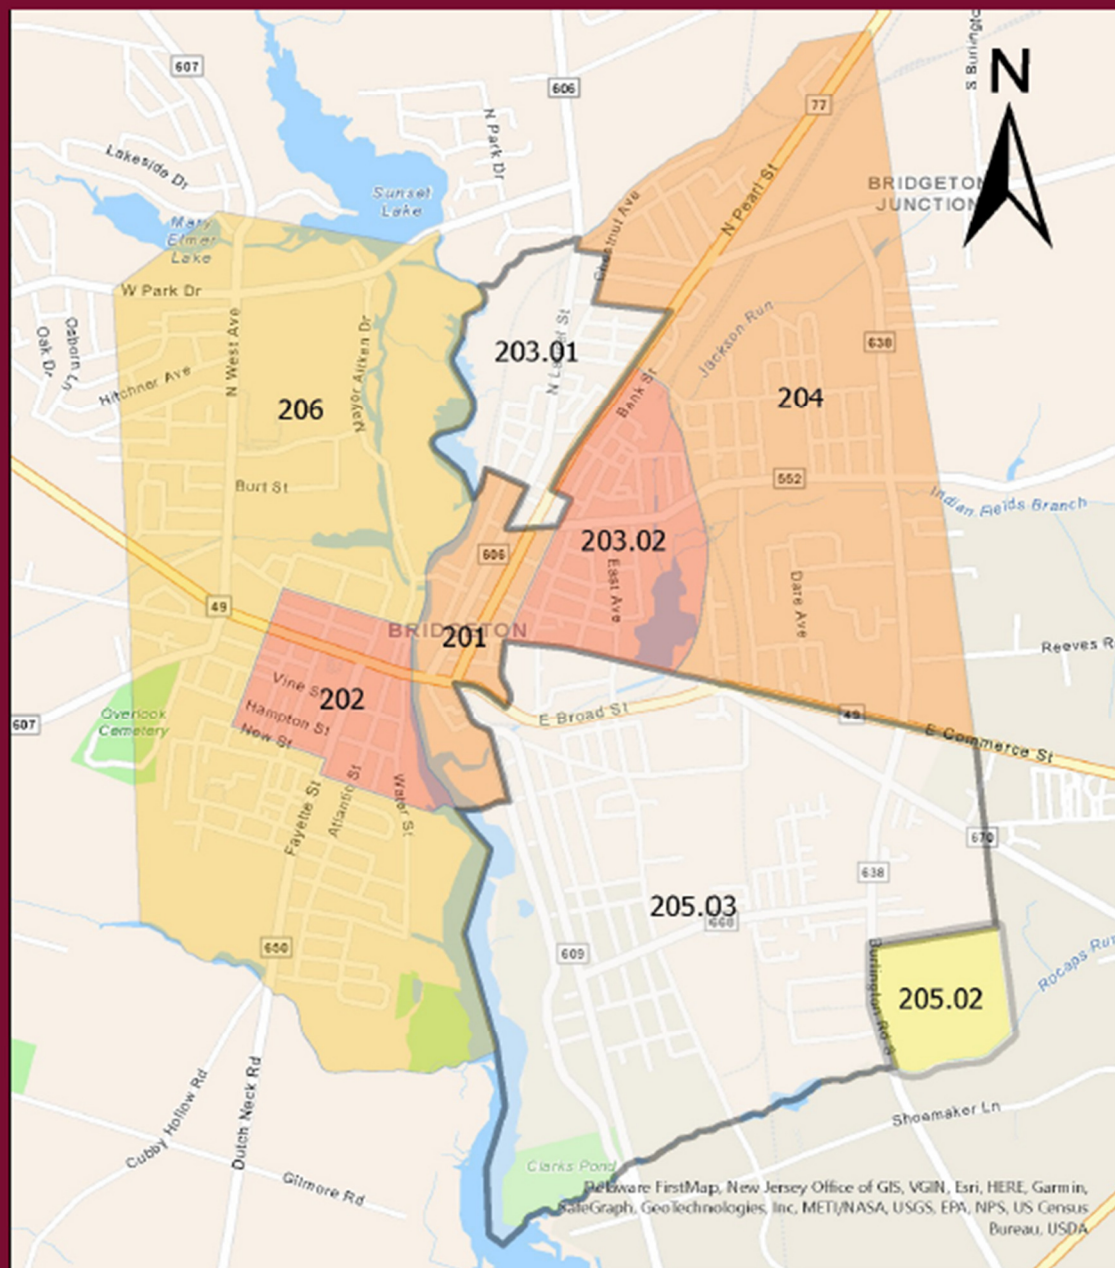 607
606
N
S Burlingto
77
N Park Dr
Lakeside Dr
Sunset
Lake
Mary
Elmer
Lake
BRIDGETON
JUNCTION
Chestnut Ave
N Pearl St
W Park Dr
Osborn Ln
Oak Dr
Hitchner Ave
N West Ave
Mayor Aitken Dr
203.01
Bank St
Jackson Run
638
206
204
Burt St
552
Indian Fields Branch
203.02
606
East Ave
Dare Ave
49
BRIDGETON
201
Reeves R
Vine St
202
Hampton St
New St
607
Overlook
Cemetery
E Broad St
49
E Commerce St
Fayette St
Atlantic St
Water St
670
638
205.03
668
650
609
Burlington Rd S
205.02
Rocaps Run
Cubby Hollow Rd
Dutch Neck Rd
Gilmore Rd
Shoemaker Ln
Clarks Pond
Delaware FirstMap, New Jersey Office of GIS, VGIN, Esri, HERE, Garmin,
SafeGraph, GeoTechnologies, Inc, METI/NASA, USGS, EPA, NPS, US Census
Bureau, USDA